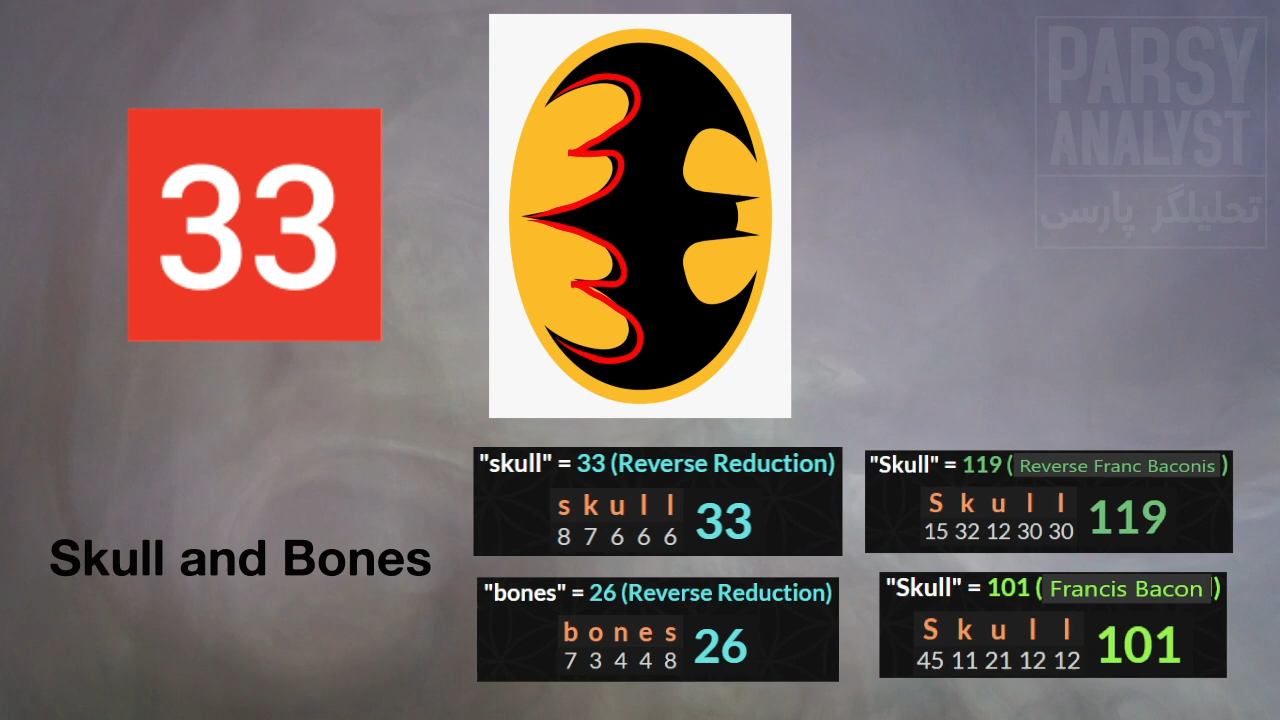 PARSY
ANALYST
تحلیلگر پارسی
33
"skull" = 33 (Reverse Reduction)
s k u l l
8 7 6 6 6
33
"Skull" = 119 ( Reverse Franc Baconis )
S k u l l
15 32 12 30 30
119
Skull and Bones
"bones" = 26 (Reverse Reduction)
b o n e s
7 3 4 4 8
26
"Skull" = 101 ( Francis Bacon )
S k u l l
45 11 21 12 12
101